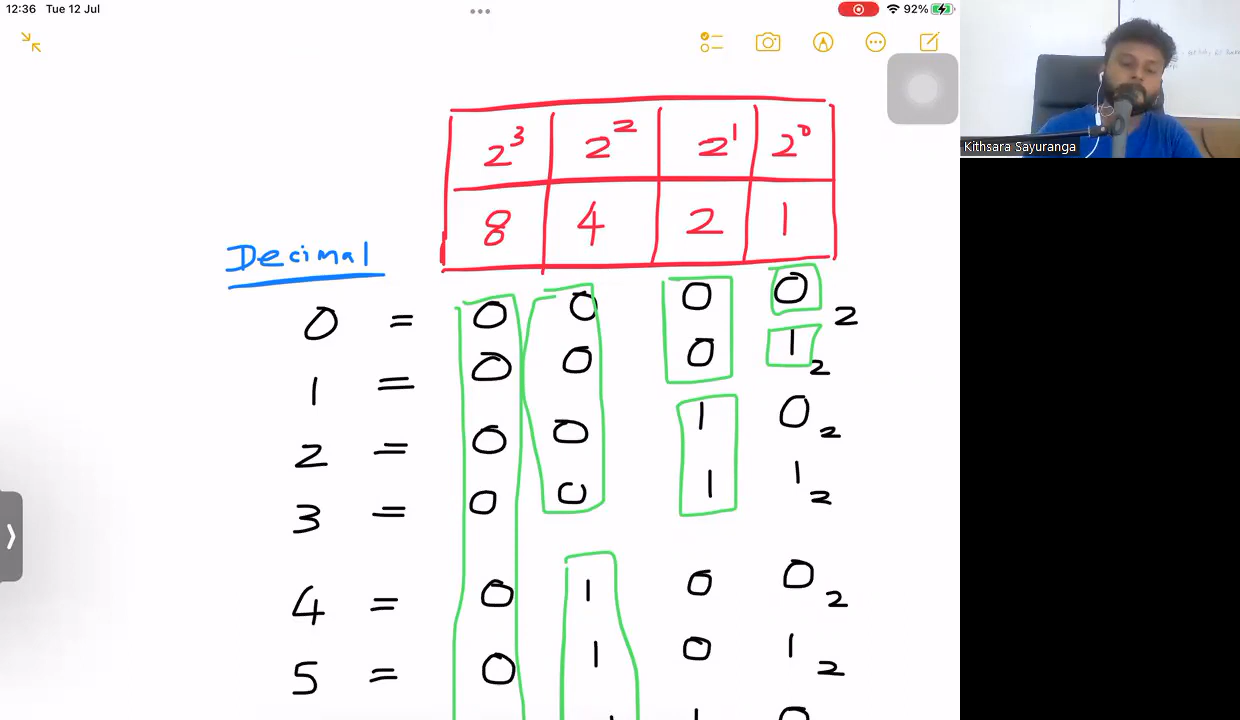 12:36 Tue 12 Jul
92%
Kithsara Sayuranga
2³ 2² 2¹ 2⁰
8 4 2 1
Decimal
0 = 0 0 0 0₂
1 = 0 0 0 1₂
2 = 0 0 1 0₂
3 = 0 0 1 1₂
4 = 0 1 0 0₂
5 = 0 1 0 1₂